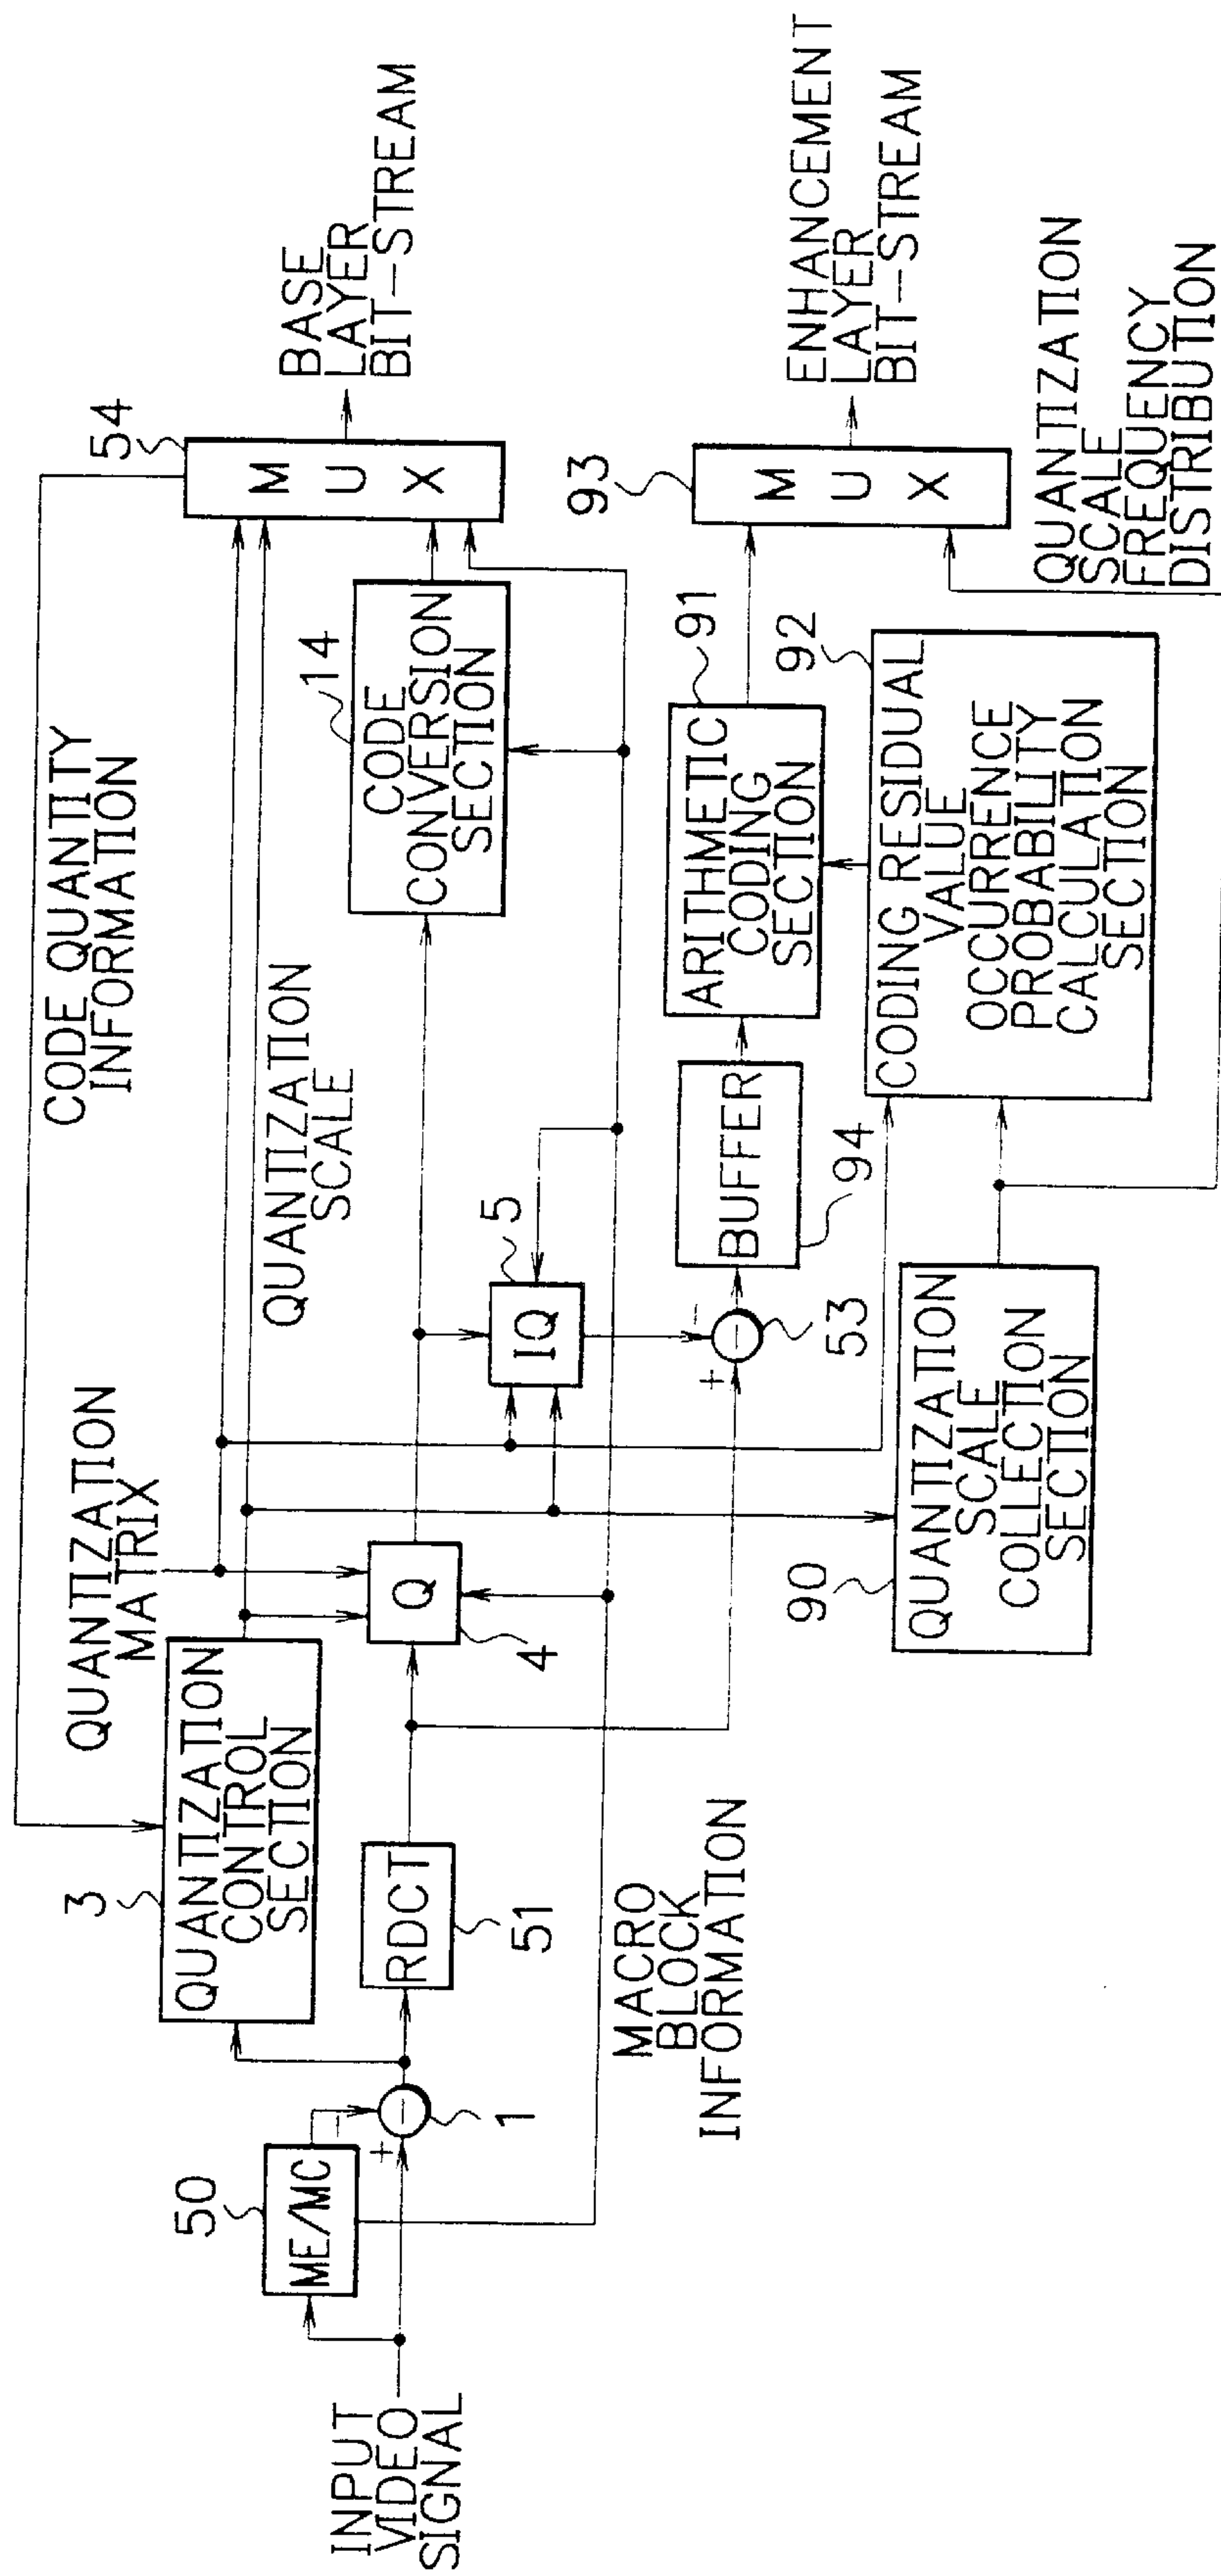 INPUT
VIDEO
SIGNAL
50
ME/MC
+
−
1
3
QUANTIZATION
CONTROL
SECTION
RDCT
51
MACRO
BLOCK
INFORMATION
QUANTIZATION
MATRIX
Q
4
CODE QUANTITY
INFORMATION
QUANTIZATION
SCALE
5
IQ
+
−
53
BUFFER
94
90
QUANTIZATION
SCALE
COLLECTION
SECTION
14
CODE
CONVERSION
SECTION
ARITHMETIC
CODING
SECTION
91
CODING RESIDUAL
VALUE
OCCURRENCE
PROBABILITY
CALCULATION
SECTION
92
54
M U X
BASE
LAYER
BIT-STREAM
93
M U X
ENHANCEMENT
LAYER
BIT-STREAM
QUANTIZATION
SCALE
FREQUENCY
DISTRIBUTION